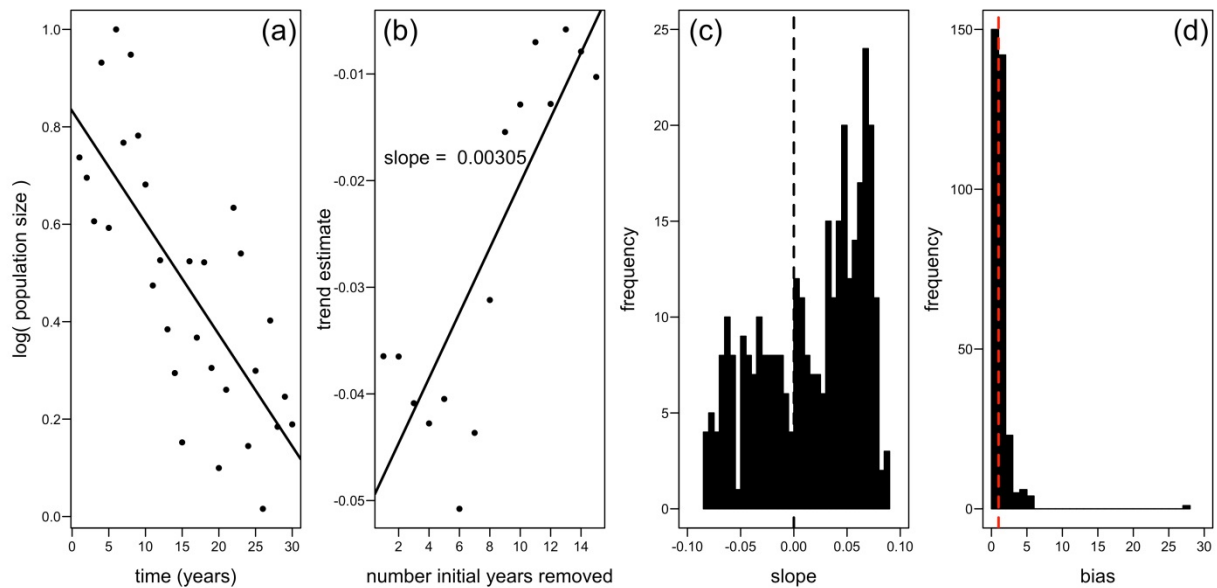 (a)
1.0
0.8
0.6
0.4
0.2
0.0
0 5 10 15 20 25 30
log( population size )
time (years)
(b)
-0.01
-0.02
-0.03
-0.04
-0.05
slope = 0.00305
2 4 6 8 10 12 14
trend estimate
number initial years removed
(c)
25
20
15
10
5
0
-0.10 -0.05 0.00 0.05 0.10
frequency
slope
(d)
150
100
50
0
0 5 10 15 20 25 30
frequency
bias